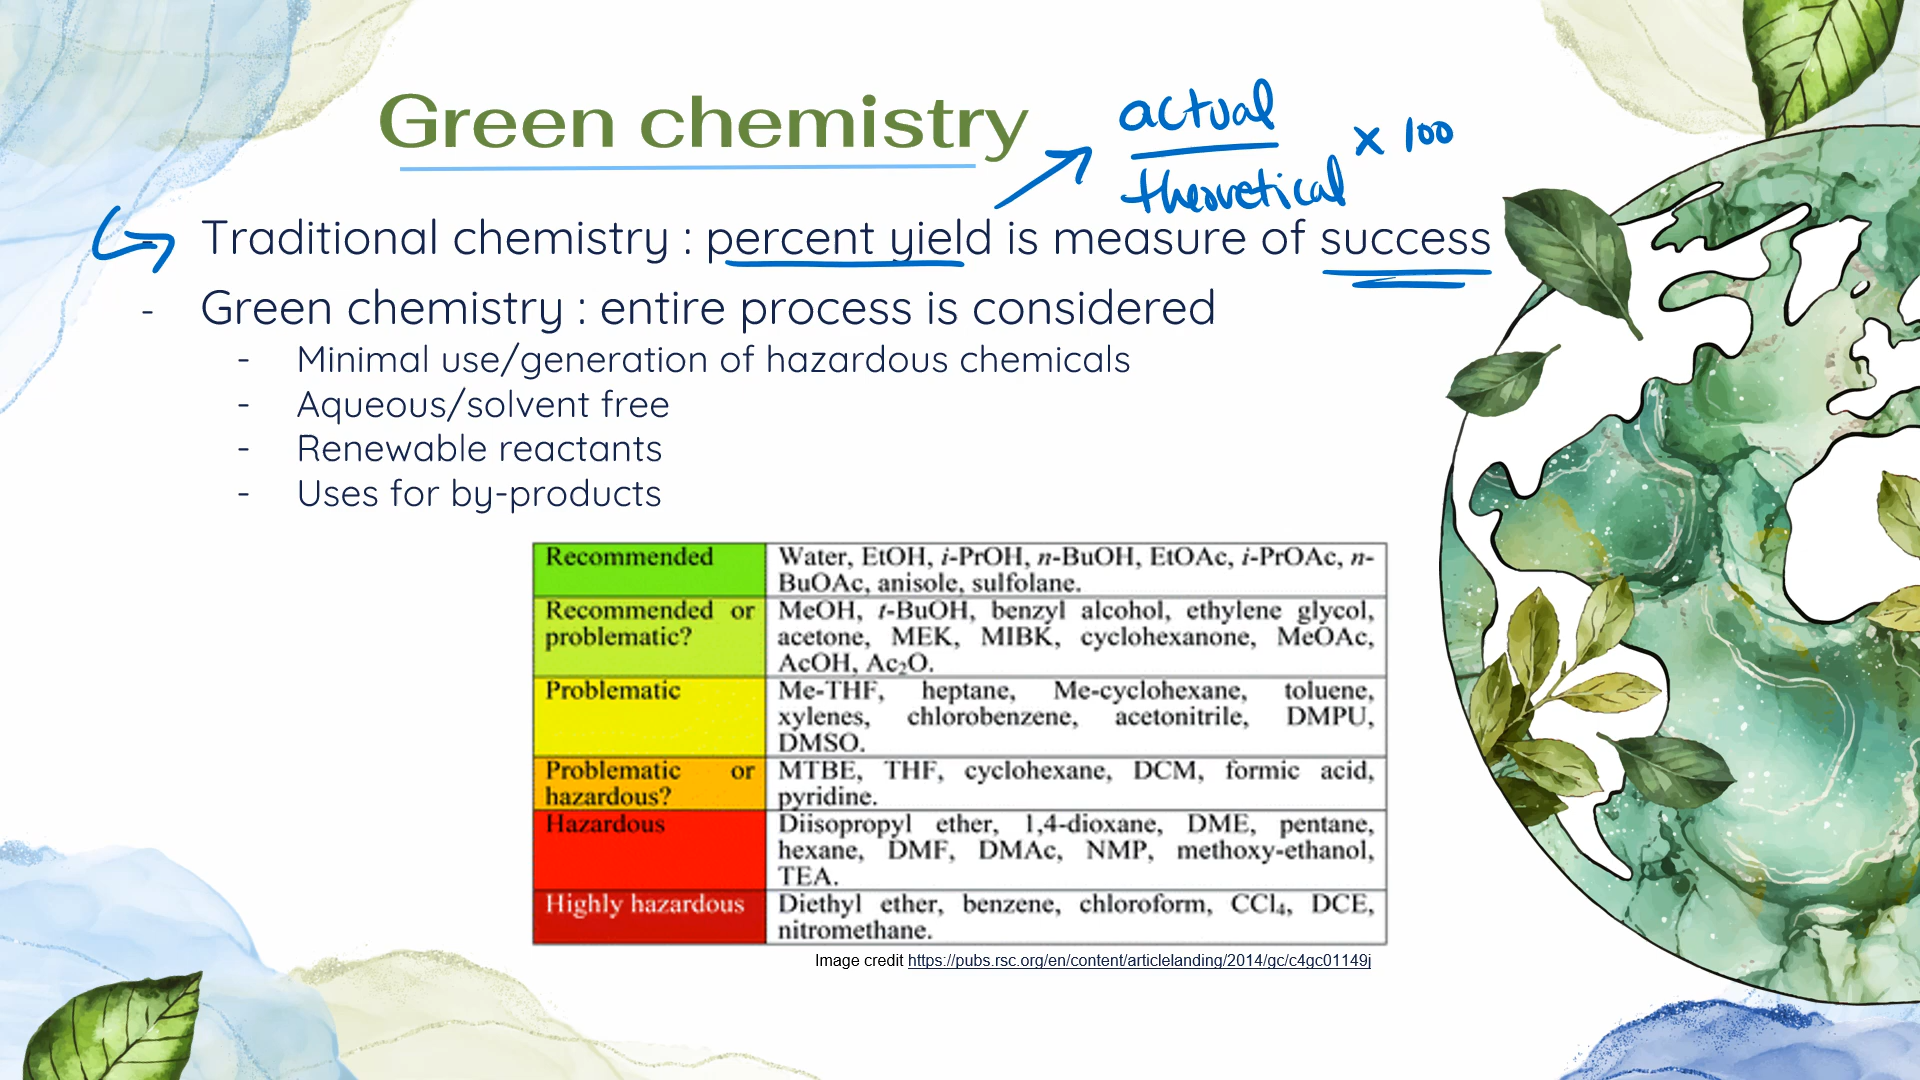 Green chemistry
actual
theoretical
x 100
- Traditional chemistry : percent yield is measure of success
- Green chemistry : entire process is considered
- Minimal use/generation of hazardous chemicals
- Aqueous/solvent free
- Renewable reactants
- Uses for by-products
Recommended
Water, EtOH, i-PrOH, n-BuOH, EtOAc, i-PrOAc, n-
BuOAc, anisole, sulfolane.
Recommended or
problematic?
MeOH, t-BuOH, benzyl alcohol, ethylene glycol,
acetone, MEK, MIBK, cyclohexanone, MeOAc,
AcOH, Ac₂O.
Problematic
Me-THF, heptane, Me-cyclohexane, toluene,
xylenes, chlorobenzene, acetonitrile, DMPU,
DMSO.
Problematic or
hazardous?
MTBE, THF, cyclohexane, DCM, formic acid,
pyridine.
Hazardous
Diisopropyl ether, 1,4-dioxane, DME, pentane,
hexane, DMF, DMAc, NMP, methoxy-ethanol,
TEA.
Highly hazardous
Diethyl ether, benzene, chloroform, CCl₄, DCE,
nitromethane.
Image credit https://pubs.rsc.org/en/content/articlelanding/2014/gc/c4gc01149j